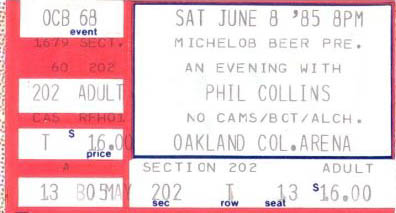 OCB 68
event
1679 SECT.
60 202
202 ADULT
CAS RFH01
T $ 16.00
price
A
13 805MAY
SAT JUNE 8 '85 8PM
MICHELOB BEER PRE.
AN EVENING WITH
PHIL COLLINS
NO CAMS/BCT/ALCH.
OAKLAND COL.ARENA
SECTION 202 ADULT
202 T 13 $16.00
sec row seat